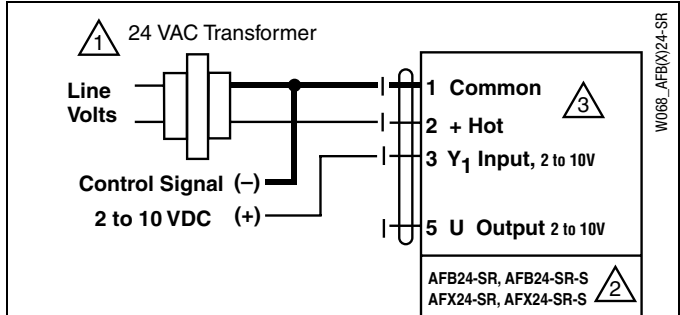 1 24 VAC Transformer
Line
Volts
1 Common
3
2 + Hot
3 Y1 Input, 2 to 10V
Control Signal (–)
2 to 10 VDC (+)
5 U Output 2 to 10V
AFB24-SR, AFB24-SR-S
AFX24-SR, AFX24-SR-S
2
W068_AFB(X)24-SR